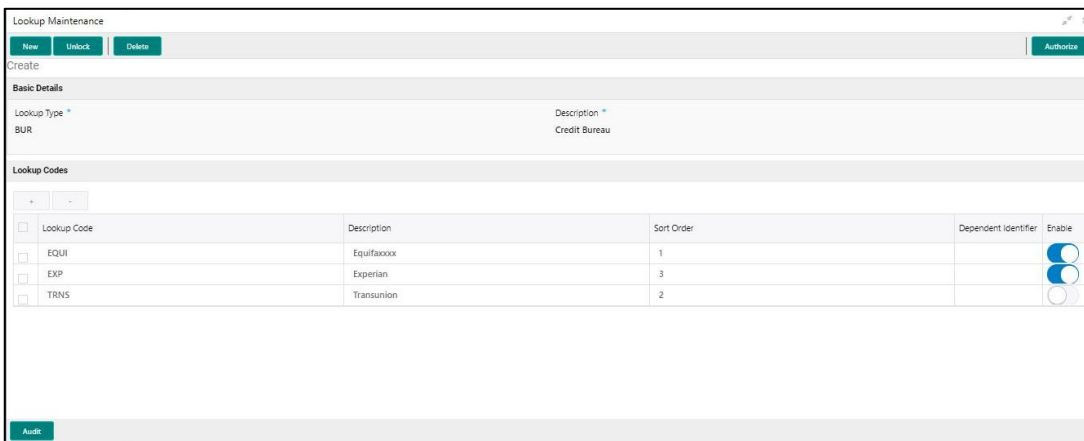 Lookup Maintenance
New Unlock Delete Authorize
Create
Basic Details
Lookup Type * Description *
BUR Credit Bureau
Lookup Codes
+ -
Lookup Code Description Sort Order Dependent Identifier Enable
EQUI Equifaxxxx 1
EXP Experian 3
TRNS Transunion 2
Audit